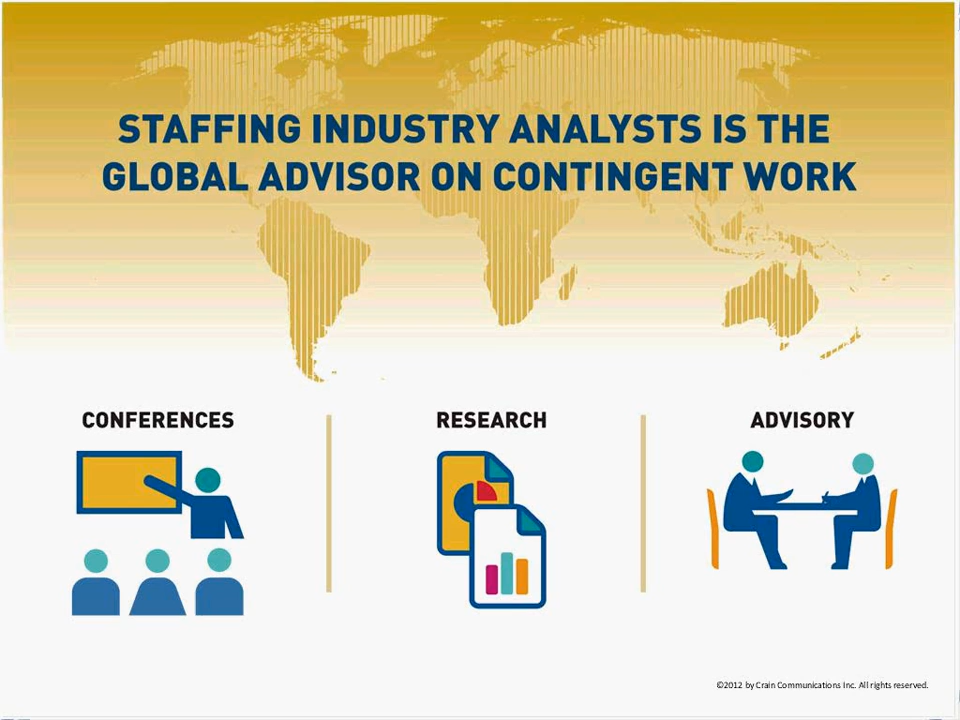 STAFFING INDUSTRY ANALYSTS IS THE
GLOBAL ADVISOR ON CONTINGENT WORK
CONFERENCES
RESEARCH
ADVISORY
©2012 by Crain Communications Inc. All rights reserved.